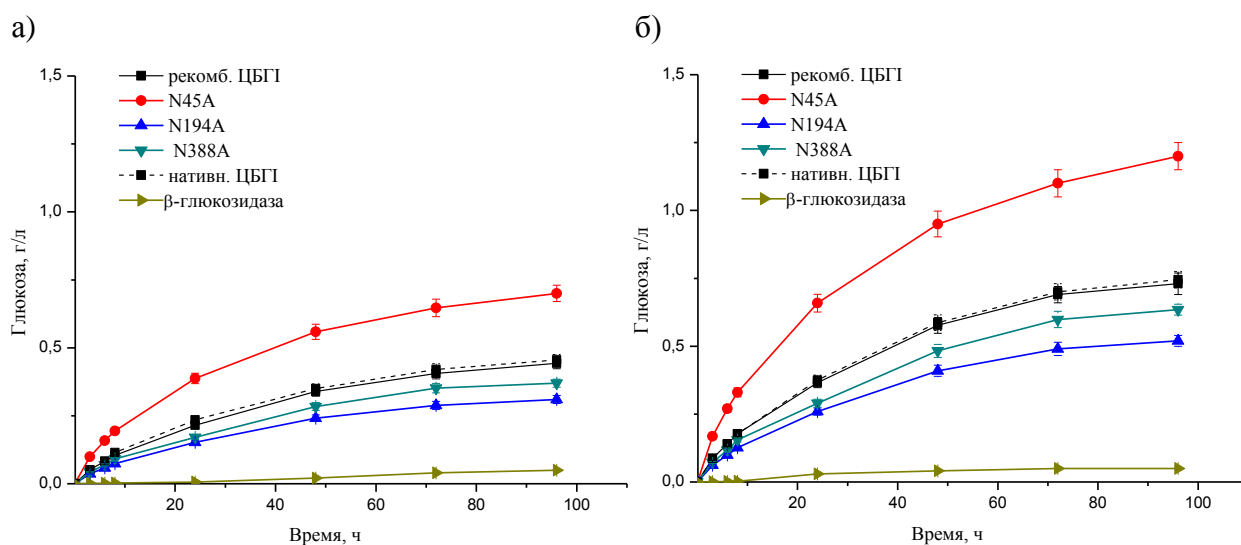 а)
рекомб. ЦБГI
N45A
N194A
N388A
нативн. ЦБГI
β-глюкозидаза
1,5
1,0
0,5
0,0
Глюкоза, г/л
20
40
60
80
100
Время, ч
б)
рекомб. ЦБГI
N45A
N194A
N388A
нативн. ЦБГI
β-глюкозидаза
1,5
1,0
0,5
0,0
Глюкоза, г/л
20
40
60
80
100
Время, ч